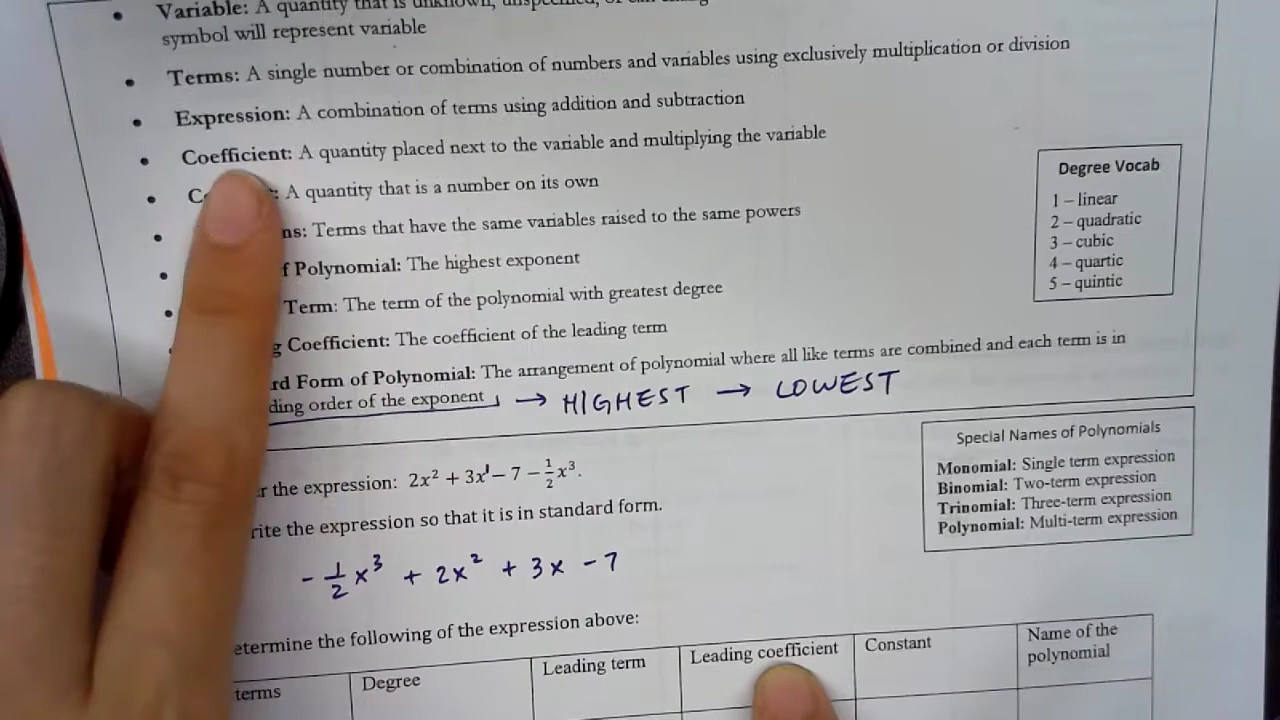 • Variable: A quantity that is
symbol will represent variable
• Terms: A single number or combination of numbers and variables using exclusively multiplication or division
• Expression: A combination of terms using addition and subtraction
• Coefficient: A quantity placed next to the variable and multiplying the variable
• A quantity that is a number on its own
• Terms that have the same variables raised to the same powers
• Polynomial: The highest exponent
• Term: The term of the polynomial with greatest degree
Coefficient: The coefficient of the leading term
Form of Polynomial: The arrangement of polynomial where all like terms are combined and each term is in
order of the exponent → HIGHEST → LOWEST
Degree Vocab
1 – linear
2 – quadratic
3 – cubic
4 – quartic
5 – quintic
Special Names of Polynomials
Monomial: Single term expression
Binomial: Two-term expression
Trinomial: Three-term expression
Polynomial: Multi-term expression
the expression: 2x² + 3x¹ – 7 – ½x³.
the expression so that it is in standard form.
- ½x³ + 2x² + 3x - 7
the following of the expression above:
terms Degree Leading term Leading coefficient Constant Name of the
polynomial